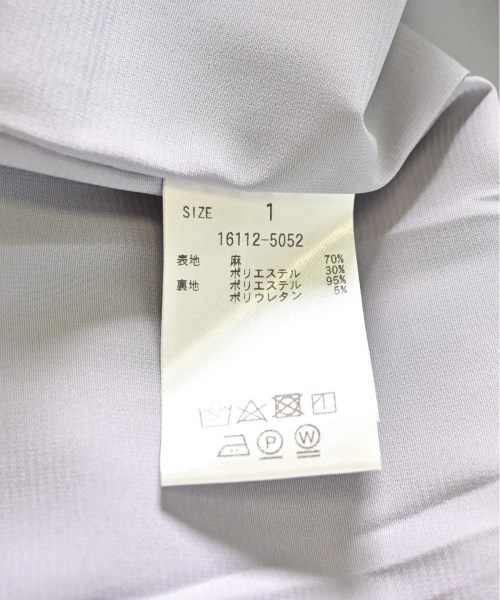 SIZE 1
16112-5052
表地 麻 70%
ポリエステル 30%
裏地 ポリエステル 95%
ポリウレタン 5%
P W